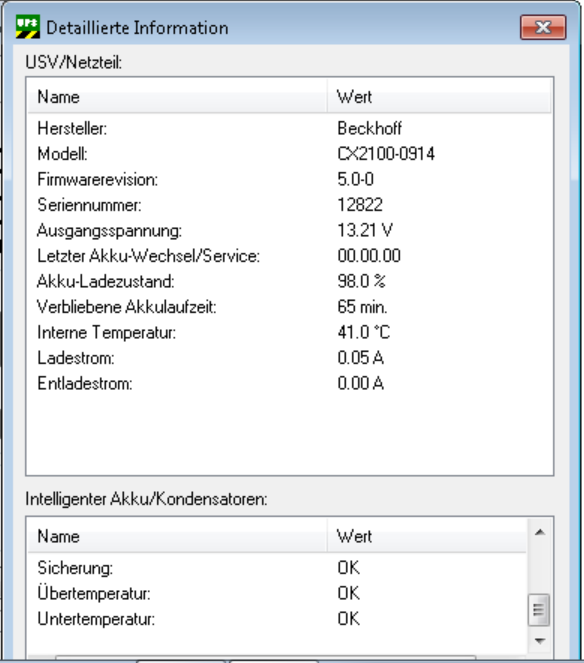 UPS
Detaillierte Information
USV/Netzteil:
Name Wert
Hersteller: Beckhoff
Modell: CX2100-0914
Firmwarerevision: 5.0-0
Seriennummer: 12822
Ausgangsspannung: 13.21 V
Letzter Akku-Wechsel/Service: 00.00.00
Akku-Ladezustand: 98.0 %
Verbliebene Akkulaufzeit: 65 min.
Interne Temperatur: 41.0 °C
Ladestrom: 0.05 A
Entladestrom: 0.00 A
Intelligenter Akku/Kondensatoren:
Name Wert
Sicherung: OK
Übertemperatur: OK
Untertemperatur: OK